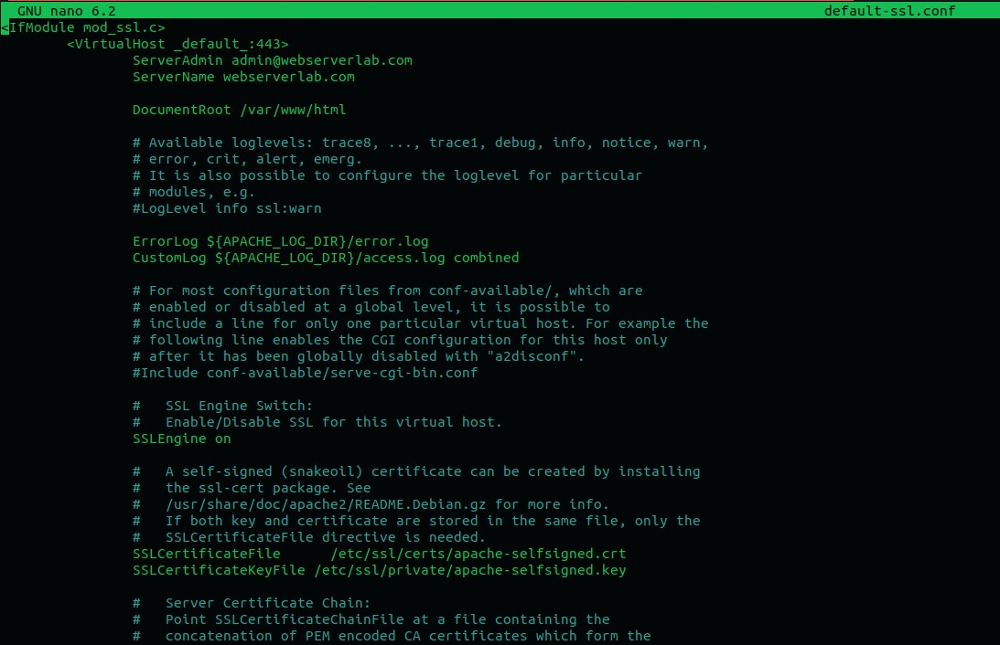 GNU nano 6.2 default-ssl.conf
<IfModule mod_ssl.c>
<VirtualHost _default_:443>
ServerAdmin admin@webserverlab.com
ServerName webserverlab.com
DocumentRoot /var/www/html
# Available loglevels: trace8, ..., trace1, debug, info, notice, warn,
# error, crit, alert, emerg.
# It is also possible to configure the loglevel for particular
# modules, e.g.
#LogLevel info ssl:warn
ErrorLog ${APACHE_LOG_DIR}/error.log
CustomLog ${APACHE_LOG_DIR}/access.log combined
# For most configuration files from conf-available/, which are
# enabled or disabled at a global level, it is possible to
# include a line for only one particular virtual host. For example the
# following line enables the CGI configuration for this host only
# after it has been globally disabled with "a2disconf".
#Include conf-available/serve-cgi-bin.conf
#   SSL Engine Switch:
#   Enable/Disable SSL for this virtual host.
SSLEngine on
#   A self-signed (snakeoil) certificate can be created by installing
#   the ssl-cert package. See
#   /usr/share/doc/apache2/README.Debian.gz for more info.
#   If both key and certificate are stored in the same file, only the
#   SSLCertificateFile directive is needed.
SSLCertificateFile      /etc/ssl/certs/apache-selfsigned.crt
SSLCertificateKeyFile /etc/ssl/private/apache-selfsigned.key
#   Server Certificate Chain:
#   Point SSLCertificateChainFile at a file containing the
#   concatenation of PEM encoded CA certificates which form the